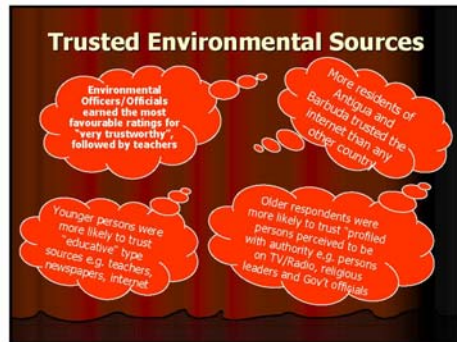 Trusted Environmental Sources
Environmental
Officers/Officials
earned the most
favourable ratings for
"very trustworthy",
followed by teachers
More residents of
Antigua and
Barbuda trusted the
internet than any
other country
Younger persons were
more likely to trust
"educative" type
sources e.g. teachers,
newspapers, internet
Older respondents were
more likely to trust "profiled
persons perceived to be
with authority e.g. persons
on TV/Radio, religious
leaders and Gov't officials